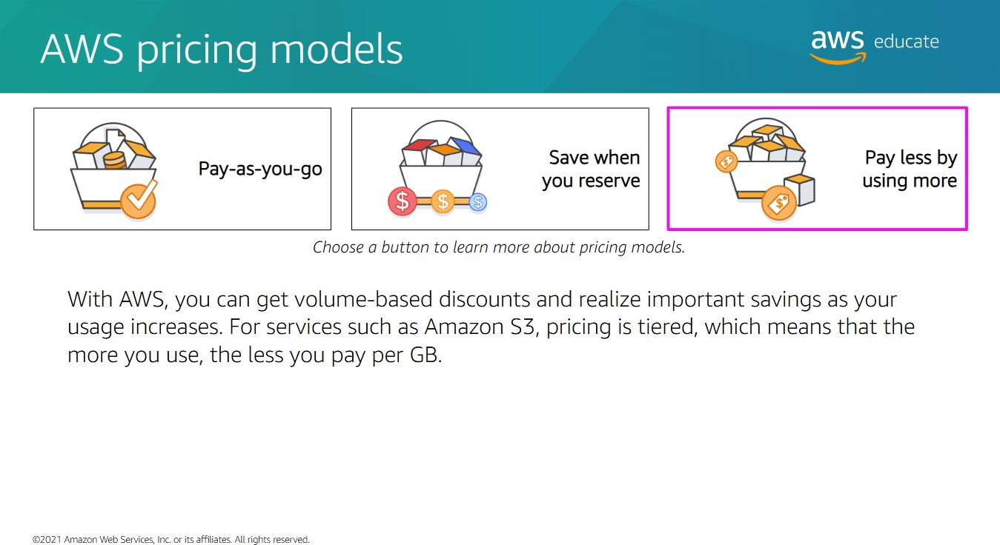 AWS pricing models
aws educate
Pay-as-you-go
Save when
you reserve
Pay less by
using more
Choose a button to learn more about pricing models.
With AWS, you can get volume-based discounts and realize important savings as your
usage increases. For services such as Amazon S3, pricing is tiered, which means that the
more you use, the less you pay per GB.
©2021 Amazon Web Services, Inc. or its affiliates. All rights reserved.